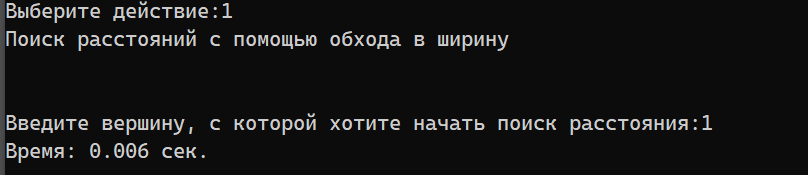 Выберите действие:1
Поиск расстояний с помощью обхода в ширину
Введите вершину, с которой хотите начать поиск расстояния:1
Время: 0.006 сек.